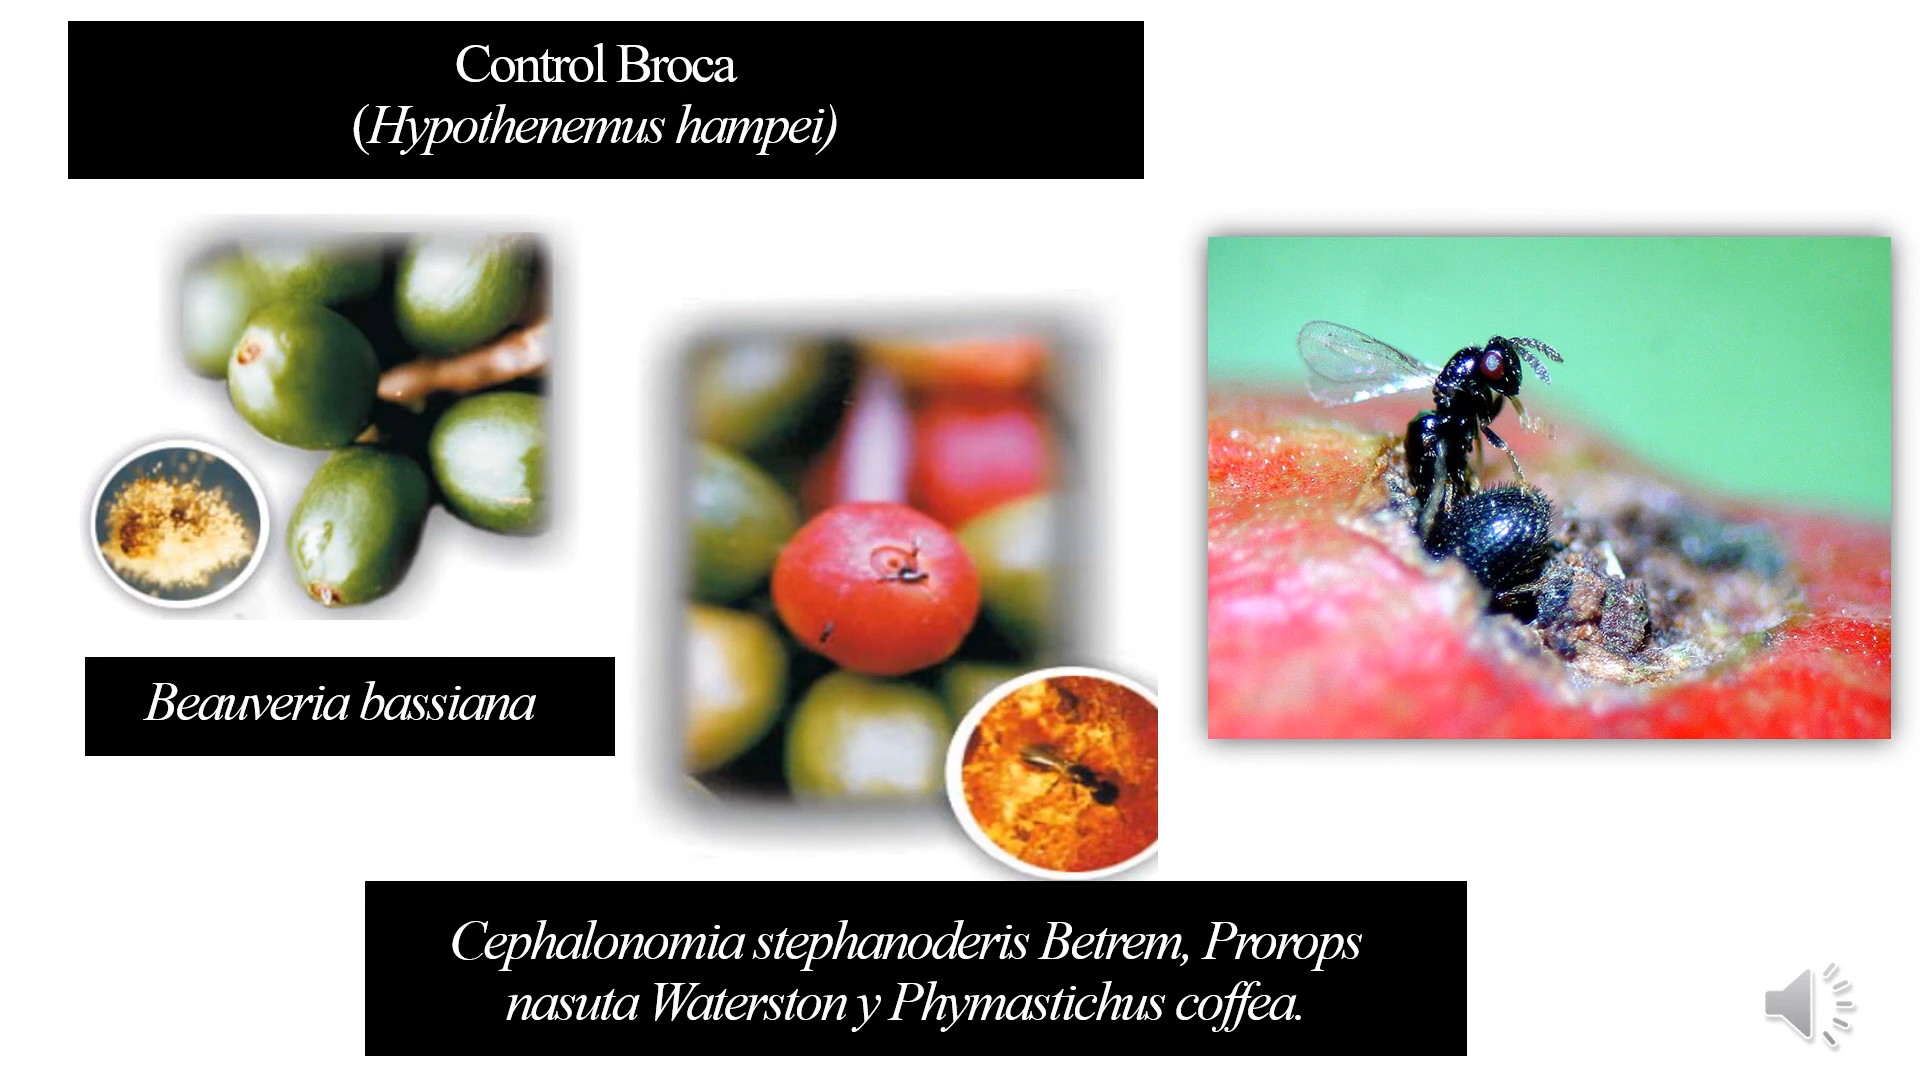 Control Broca
(Hypothenemus hampei)
Beauveria bassiana
Cephalonomia stephanoderis Betrem, Prorops
nasuta Waterston y Phymastichus coffea.